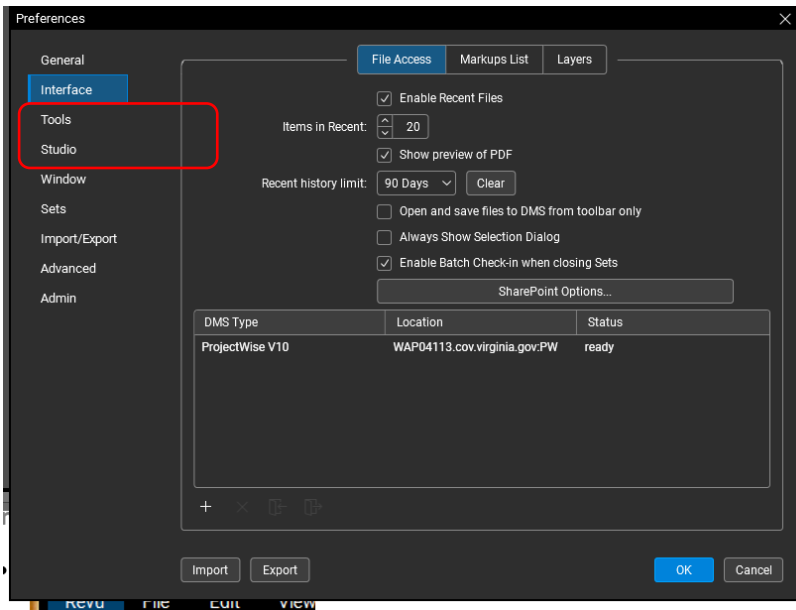 Preferences
General
Interface
Tools
Studio
Window
Sets
Import/Export
Advanced
Admin
File Access Markups List Layers
Enable Recent Files
Items in Recent: 20
Show preview of PDF
Recent history limit: 90 Days Clear
Open and save files to DMS from toolbar only
Always Show Selection Dialog
Enable Batch Check-in when closing Sets
SharePoint Options...
DMS Type Location Status
ProjectWise V10 WAP04113.cov.virginia.gov:PW ready
Import Export OK Cancel
Revu File Edit View